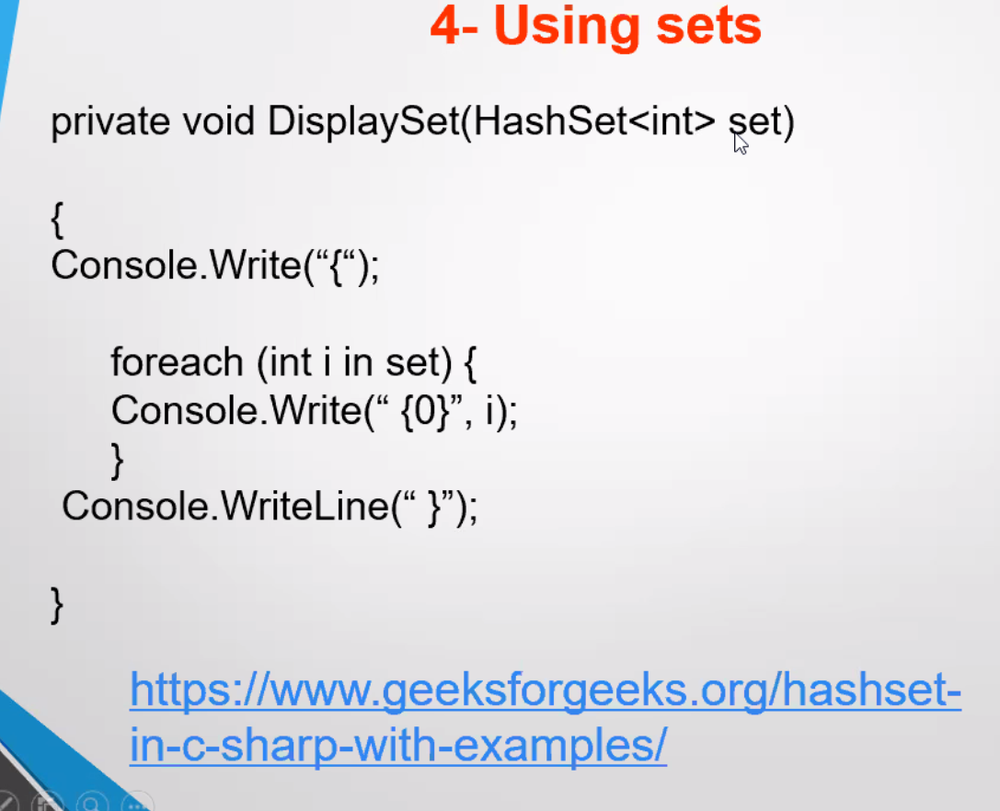 4- Using sets
private void DisplaySet(HashSet<int> set)
{
Console.Write(“{“);
foreach (int i in set) {
Console.Write(“ {0}”, i);
}
Console.WriteLine(“ }”);
}
https://www.geeksforgeeks.org/hashset-
in-c-sharp-with-examples/